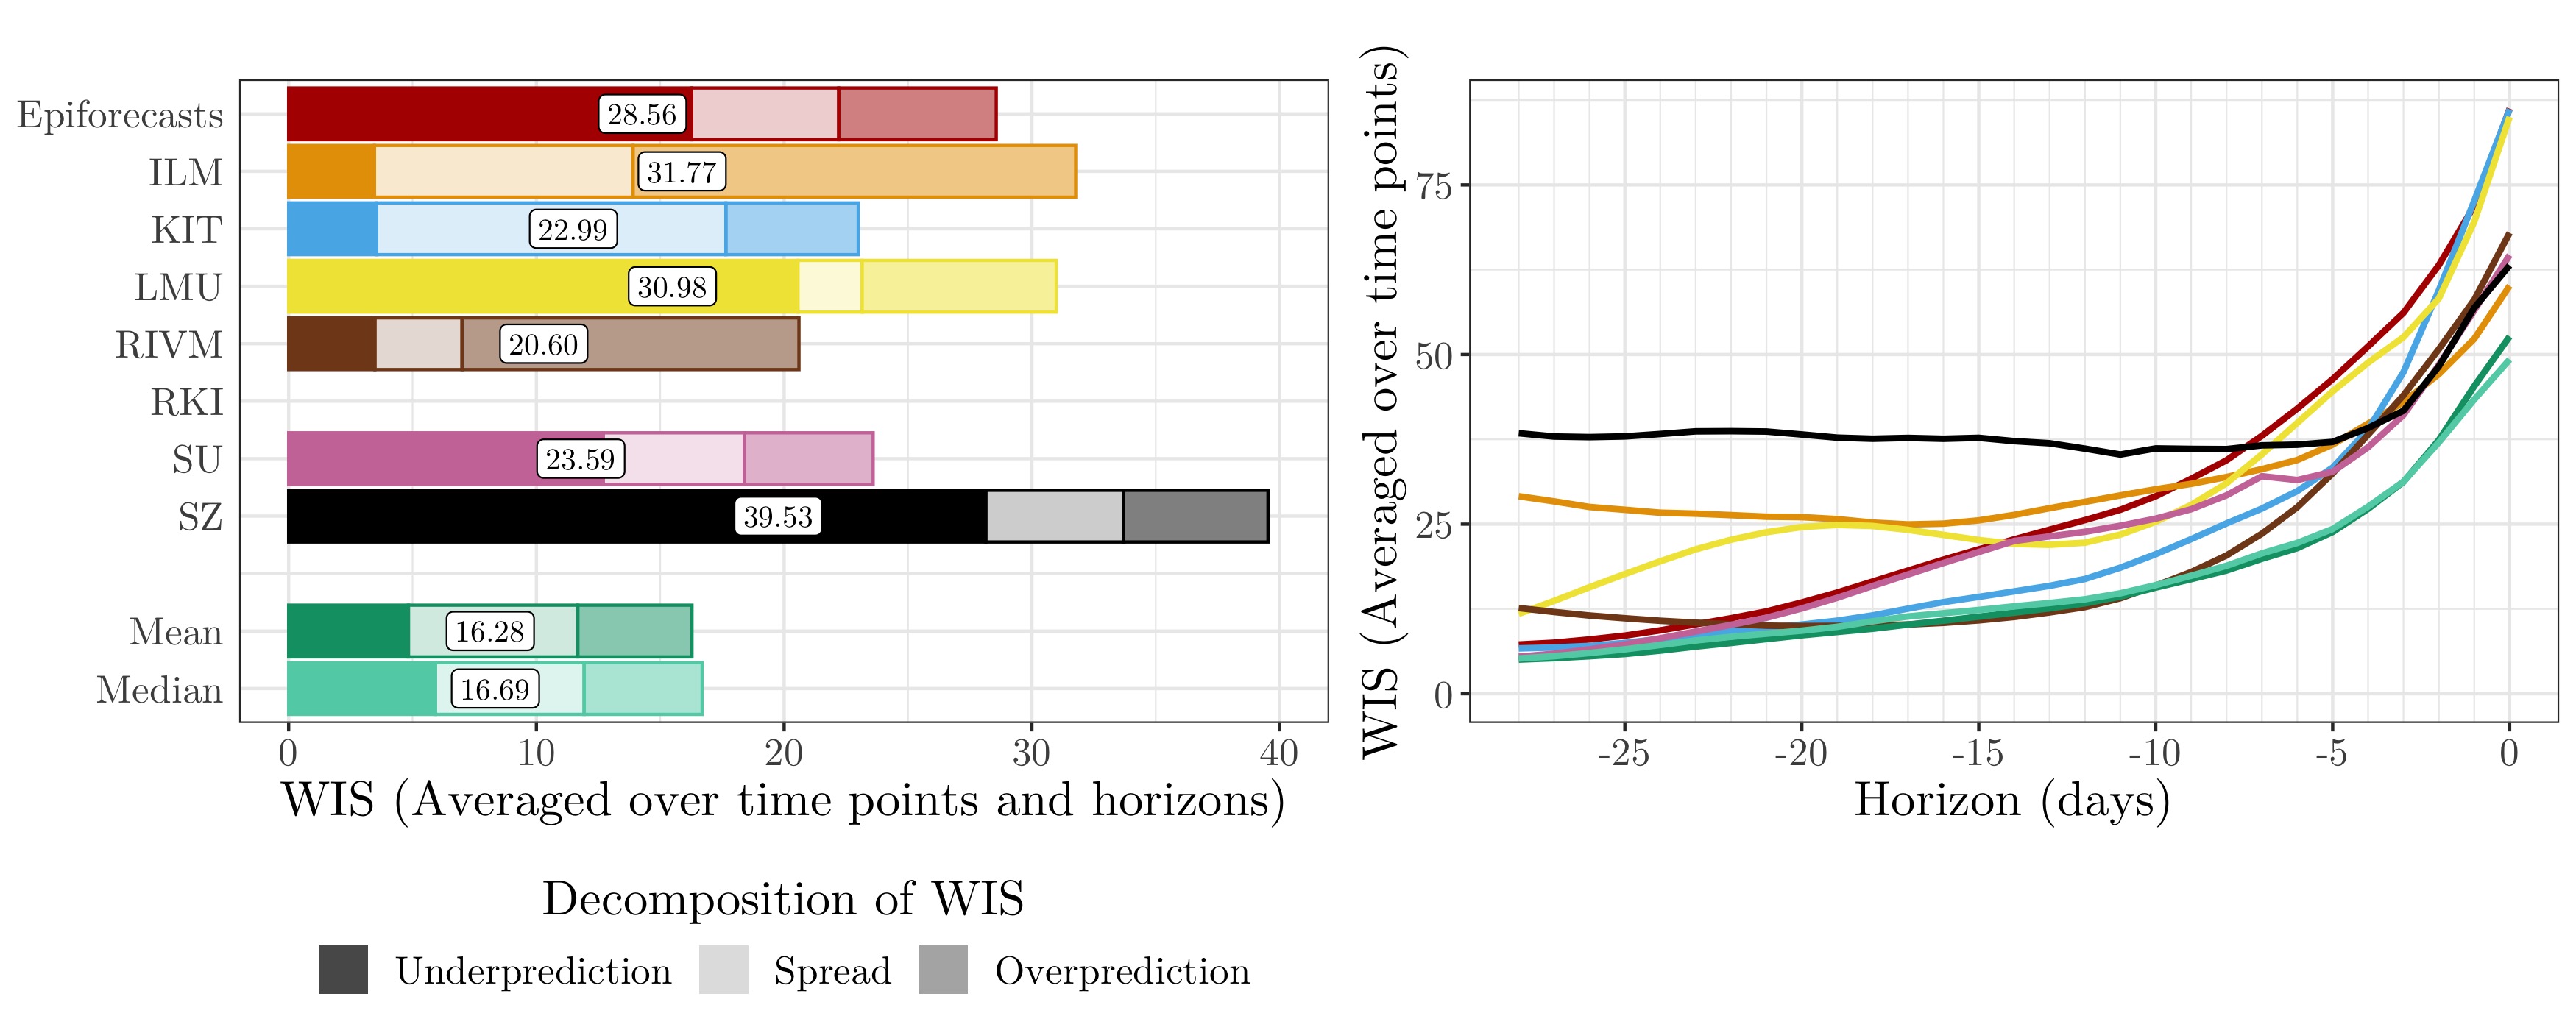 Epiforecasts
28.56
ILM
31.77
KIT
22.99
LMU
30.98
RIVM
20.60
RKI
SU
23.59
SZ
39.53
Mean
16.28
Median
16.69
0 10 20 30 40
WIS (Averaged over time points and horizons)
Decomposition of WIS
Underprediction Spread Overprediction
WIS (Averaged over time points)
75
50
25
0
-25 -20 -15 -10 -5 0
Horizon (days)